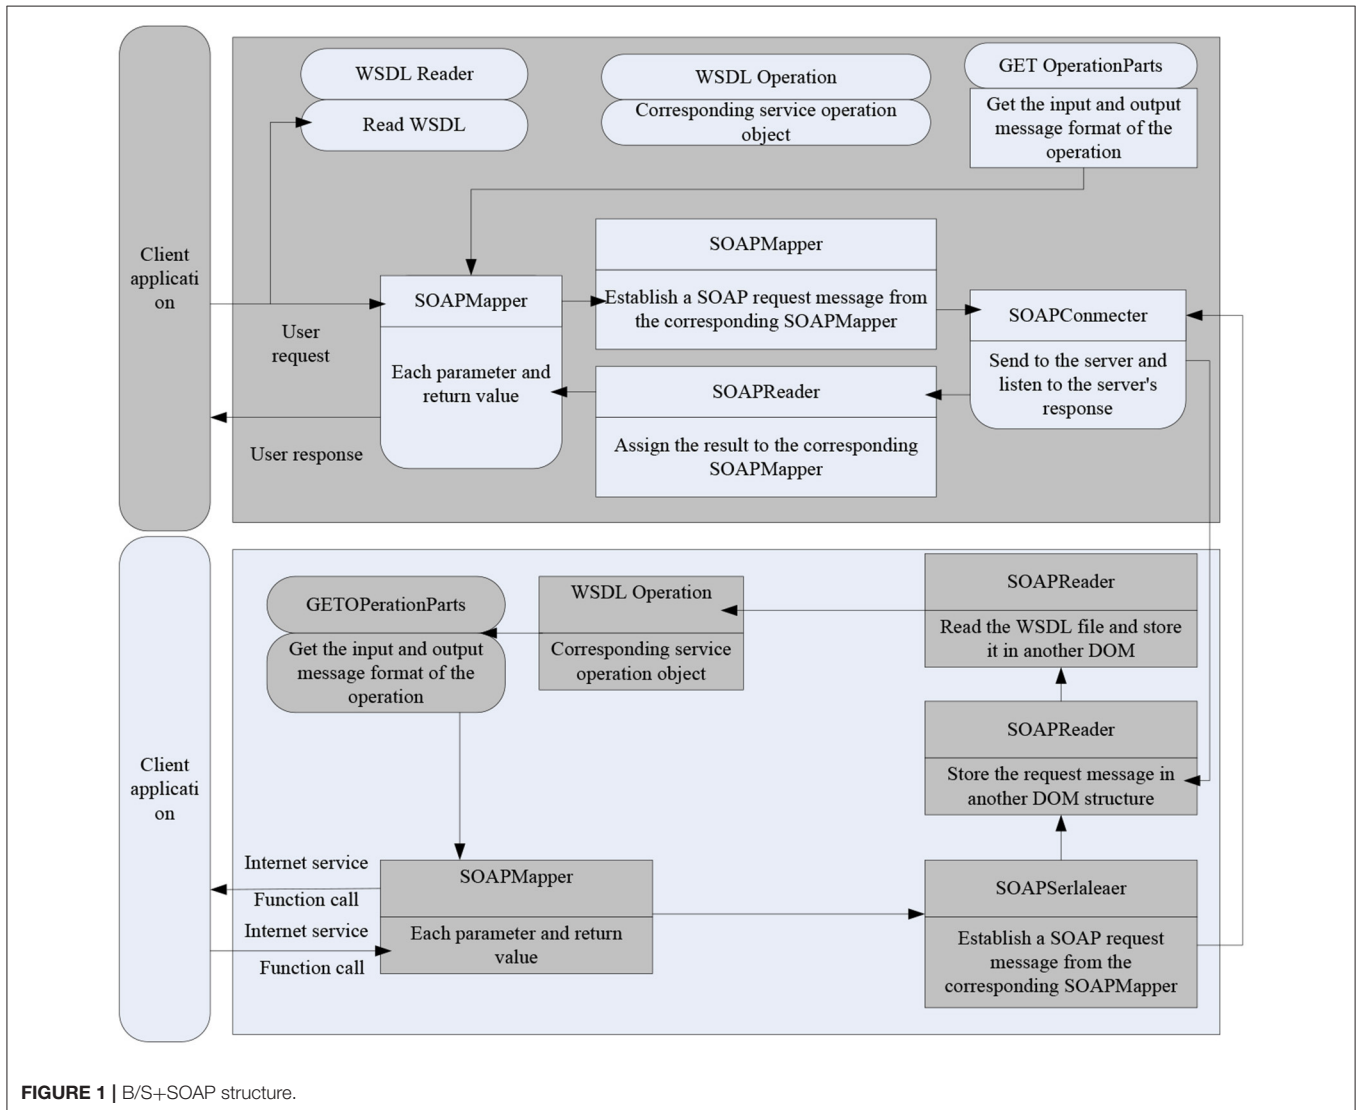 WSDL Reader
Read WSDL
WSDL Operation
Corresponding service operation
object
GET OperationParts
Get the input and output
message format of the
operation
Client
applicati
on
User
request
User response
SOAPMapper
Each parameter and
return value
SOAPMapper
Establish a SOAP request message from
the corresponding SOAPMapper
SOAPReader
Assign the result to the corresponding
SOAPMapper
SOAPConmecter
Send to the server and
listen to the server's
response
Client
applicati
on
GETOPerationParts
Get the input and output
message format of the
operation
WSDL Operation
Corresponding service
operation object
SOAPReader
Read the WSDL file and store
it in another DOM
SOAPReader
Store the request message in
another DOM structure
Internet service
Function call
Internet service
Function call
SOAPMapper
Each parameter and return
value
SOAPSerlaleaer
Establish a SOAP request
message from the
corresponding SOAPMapper
FIGURE 1 | B/S+SOAP structure.